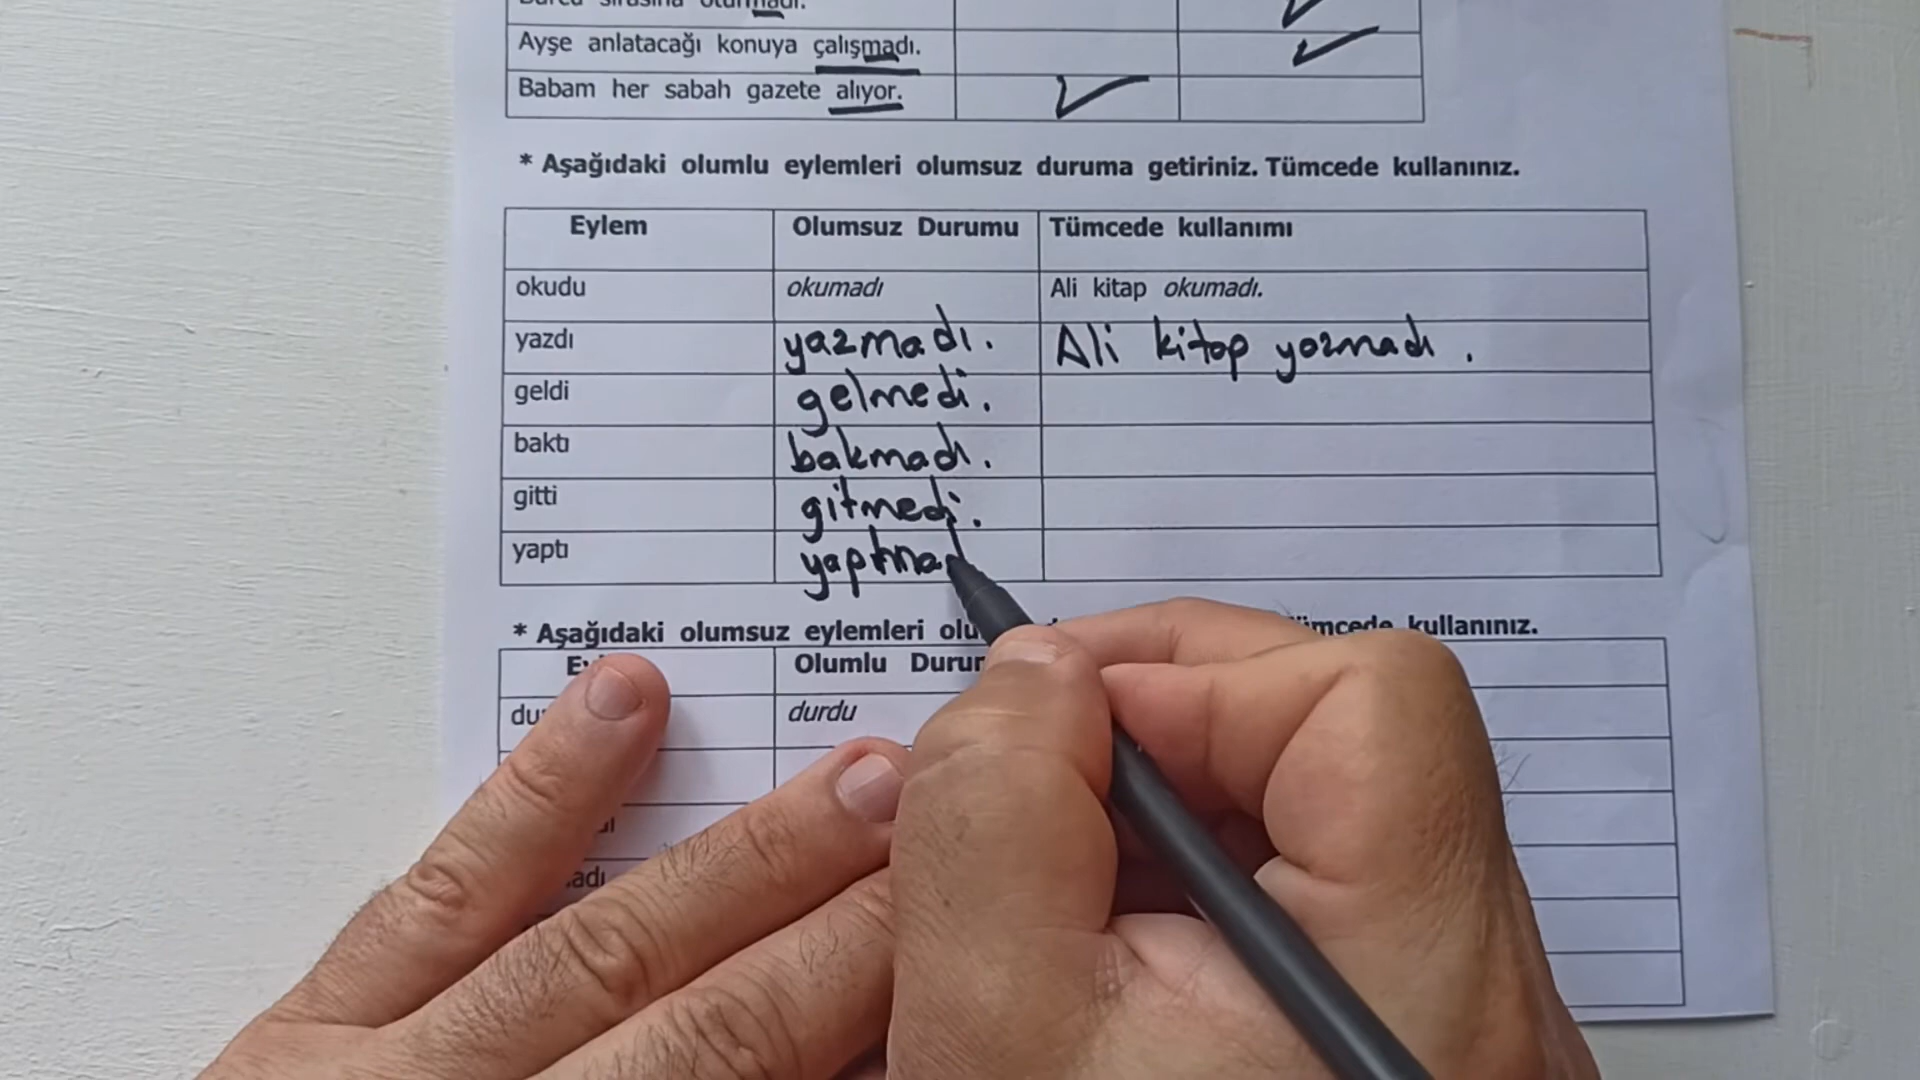 oturmadı.
Ayşe anlatacağı konuya çalışmadı.
Babam her sabah gazete alıyor.
* Aşağıdaki olumlu eylemleri olumsuz duruma getiriniz. Tümcede kullanınız.
Eylem Olumsuz Durumu Tümcede kullanımı
okudu okumadı Ali kitap okumadı.
yazdı yazmadı. Ali kitap yazmadı.
geldi gelmedi.
baktı bakmadı.
gitti gitmedi.
yaptı
* Aşağıdaki olumsuz eylemleri kullanınız.
Olumlu
durdu